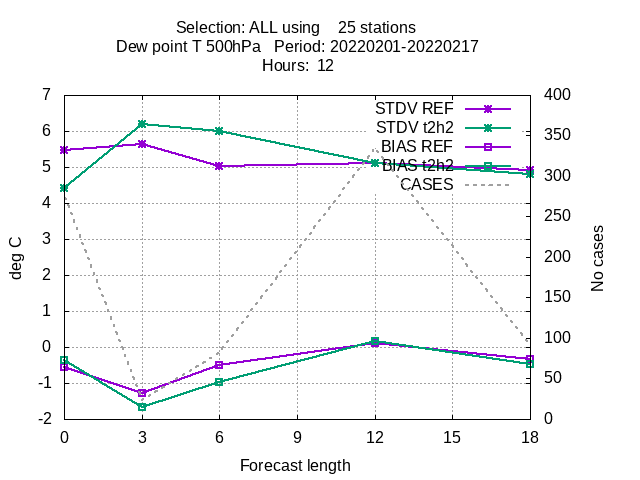 Selection: ALL using    25 stations
Dew point T 500hPa   Period: 20220201-20220217
Hours: 12
STDV REF
STDV t2h2
BIAS REF
BIAS t2h2
CASES
deg C
No cases
7
6
5
4
3
2
1
0
-1
-2
400
350
300
250
200
150
100
50
0
0 3 6 9 12 15 18
Forecast length